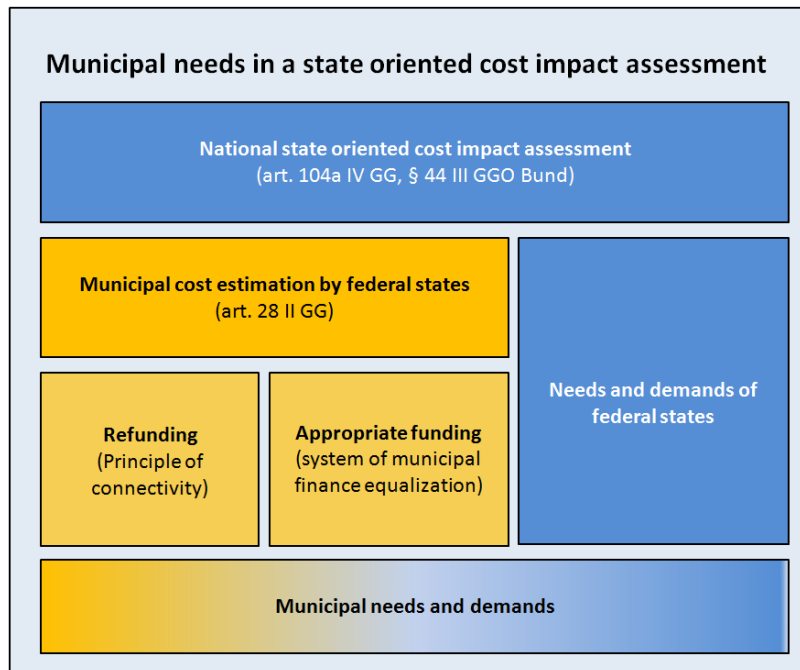 Municipal needs in a state oriented cost impact assessment
National state oriented cost impact assessment
(art. 104a IV GG, § 44 III GGO Bund)
Municipal cost estimation by federal states
(art. 28 II GG)
Needs and demands of
federal states
Refunding
(Principle of
connectivity)
Appropriate funding
(system of municipal
finance equalization)
Municipal needs and demands